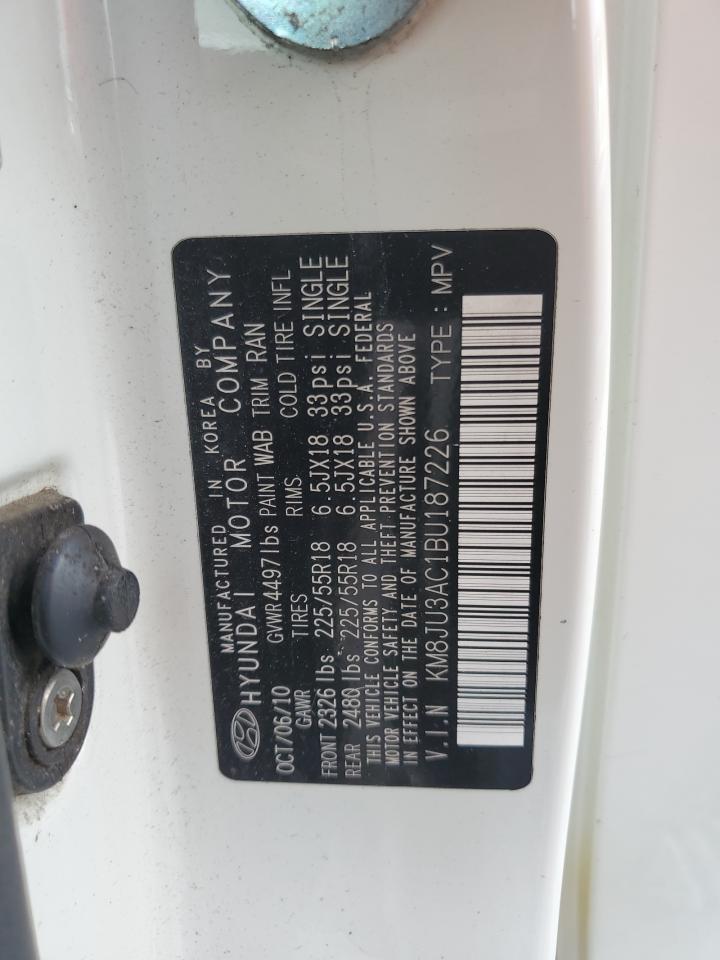 MANUFACTURED IN KOREA BY
HYUNDAI MOTOR COMPANY
OCT/06/10 GVWR4497lbs PAINT WAB TRIM RAN
GAWR TIRES RIMS COLD TIRE INFL
FRONT 2326 lbs 225/55R18 6.5JX18 33psi SINGLE
REAR 2480 lbs 225/55R18 6.5JX18 33psi SINGLE
THIS VEHICLE CONFORMS TO ALL APPLICABLE U.S.A. FEDERAL
MOTOR VEHICLE SAFETY AND THEFT PREVENTION STANDARDS
IN EFFECT ON THE DATE OF MANUFACTURE SHOWN ABOVE
V.I.N KM8JU3AC1BU187226 TYPE : MPV